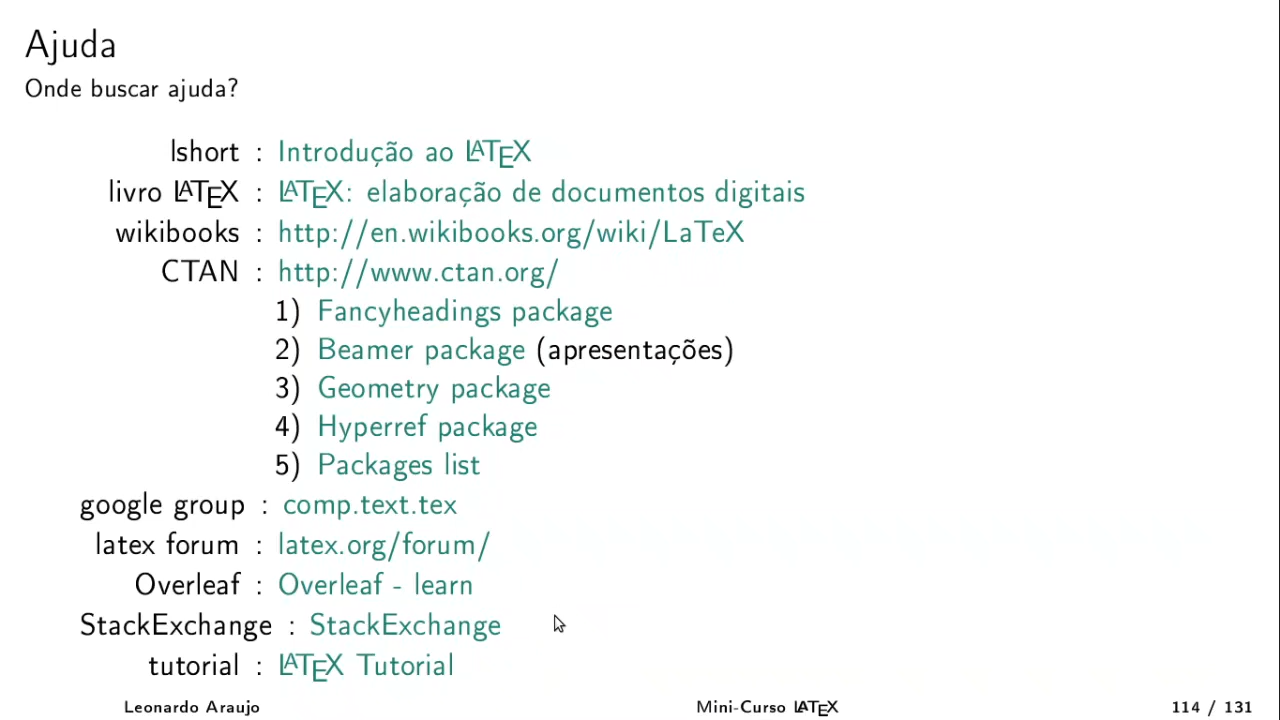 Ajuda
Onde buscar ajuda?
lshort : Introdução ao LATEX
livro LATEX : LATEX: elaboração de documentos digitais
wikibooks : http://en.wikibooks.org/wiki/LaTeX
CTAN : http://www.ctan.org/
1) Fancyheadings package
2) Beamer package (apresentações)
3) Geometry package
4) Hyperref package
5) Packages list
google group : comp.text.tex
latex forum : latex.org/forum/
Overleaf : Overleaf - learn
StackExchange : StackExchange
tutorial : LATEX Tutorial
Leonardo Araujo Mini-Curso LATEX 114 / 131